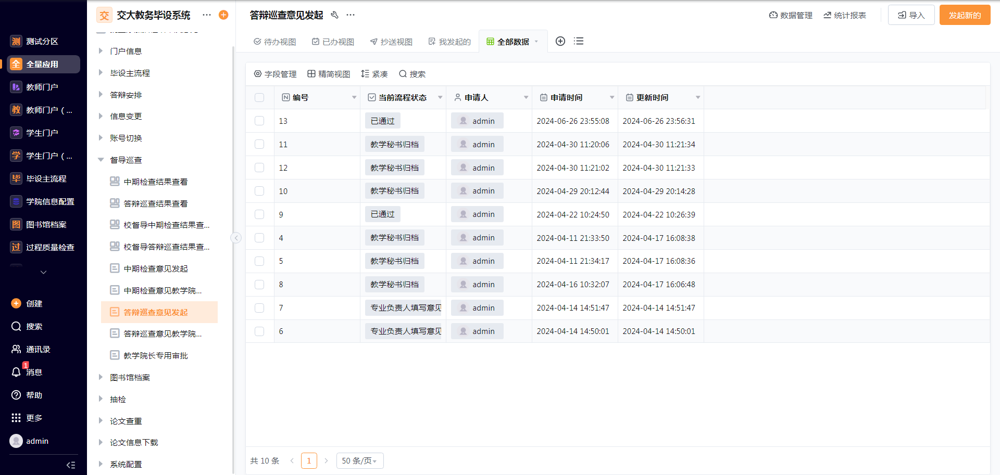 测 测试分区
全 全量应用
教师门户
教 教师门户（...
学生门户
学 学生门户（...
毕 毕设主流程
学院信息配置
图 图书馆档案
过 过程质量检查
创建
搜索
通讯录
1
消息
帮助
更多
admin
交 交大教务毕设系统
门户信息
毕设主流程
答辩安排
信息变更
账号切换
督导巡查
中期检查结果查看
答辩巡查结果查看
校督导中期检查结果查...
校督导答辩巡查结果查...
中期检查意见发起
中期检查意见教学院...
答辩巡查意见发起
答辩巡查意见教学院...
教学院长专用审批
图书馆档案
抽检
论文查重
论文信息下载
系统配置
答辩巡查意见发起
数据管理 统计报表 导入 发起新的
待办视图 已办视图 抄送视图 我发起的 全部数据
字段管理 精简视图 紧凑 搜索
编号 当前流程状态 申请人 申请时间 更新时间
13 已通过 admin 2024-06-26 23:55:08 2024-06-26 23:56:31
11 教学秘书归档 admin 2024-04-30 11:20:06 2024-04-30 11:21:34
12 教学秘书归档 admin 2024-04-30 11:21:02 2024-04-30 11:21:33
10 教学秘书归档 admin 2024-04-29 20:12:44 2024-04-29 20:14:28
9 已通过 admin 2024-04-22 10:24:50 2024-04-22 10:26:39
4 教学秘书归档 admin 2024-04-11 21:33:50 2024-04-17 16:08:38
5 教学秘书归档 admin 2024-04-11 21:34:17 2024-04-17 16:08:36
8 教学秘书归档 admin 2024-04-16 10:32:07 2024-04-17 16:06:48
7 专业负责人填写意见 admin 2024-04-14 14:51:47 2024-04-14 14:51:47
6 专业负责人填写意见 admin 2024-04-14 14:50:01 2024-04-14 14:50:01
共 10 条 1 50 条/页